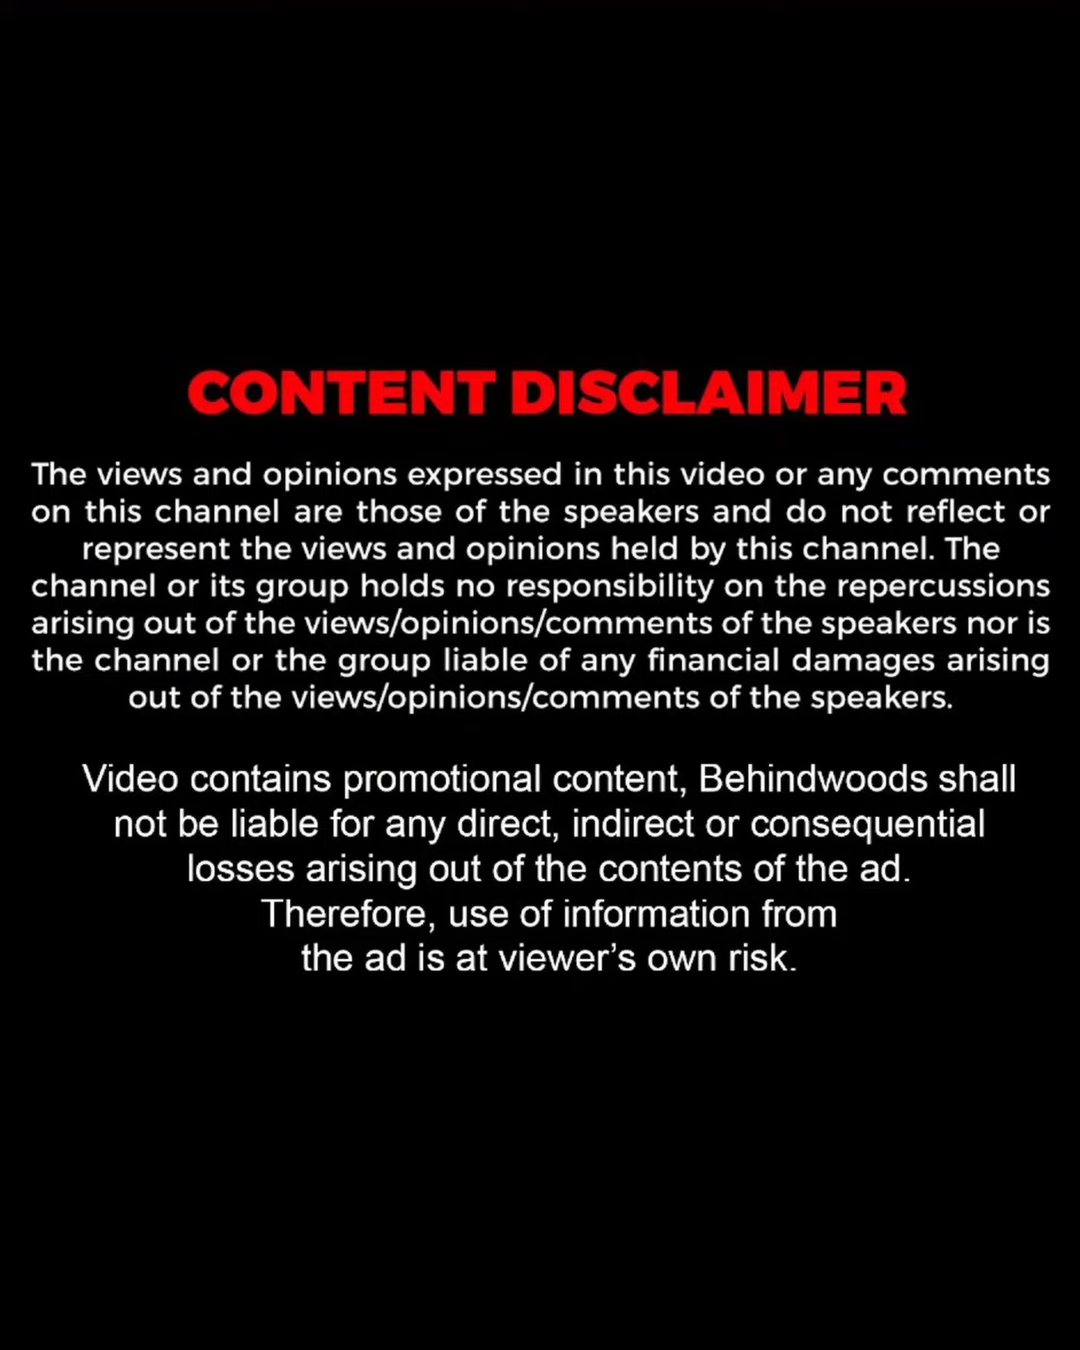 CONTENT DISCLAIMER
The views and opinions expressed in this video or any comments
on this channel are those of the speakers and do not reflect or
represent the views and opinions held by this channel. The
channel or its group holds no responsibility on the repercussions
arising out of the views/opinions/comments of the speakers nor is
the channel or the group liable of any financial damages arising
out of the views/opinions/comments of the speakers.
Video contains promotional content, Behindwoods shall
not be liable for any direct, indirect or consequential
losses arising out of the contents of the ad.
Therefore, use of information from
the ad is at viewer’s own risk.